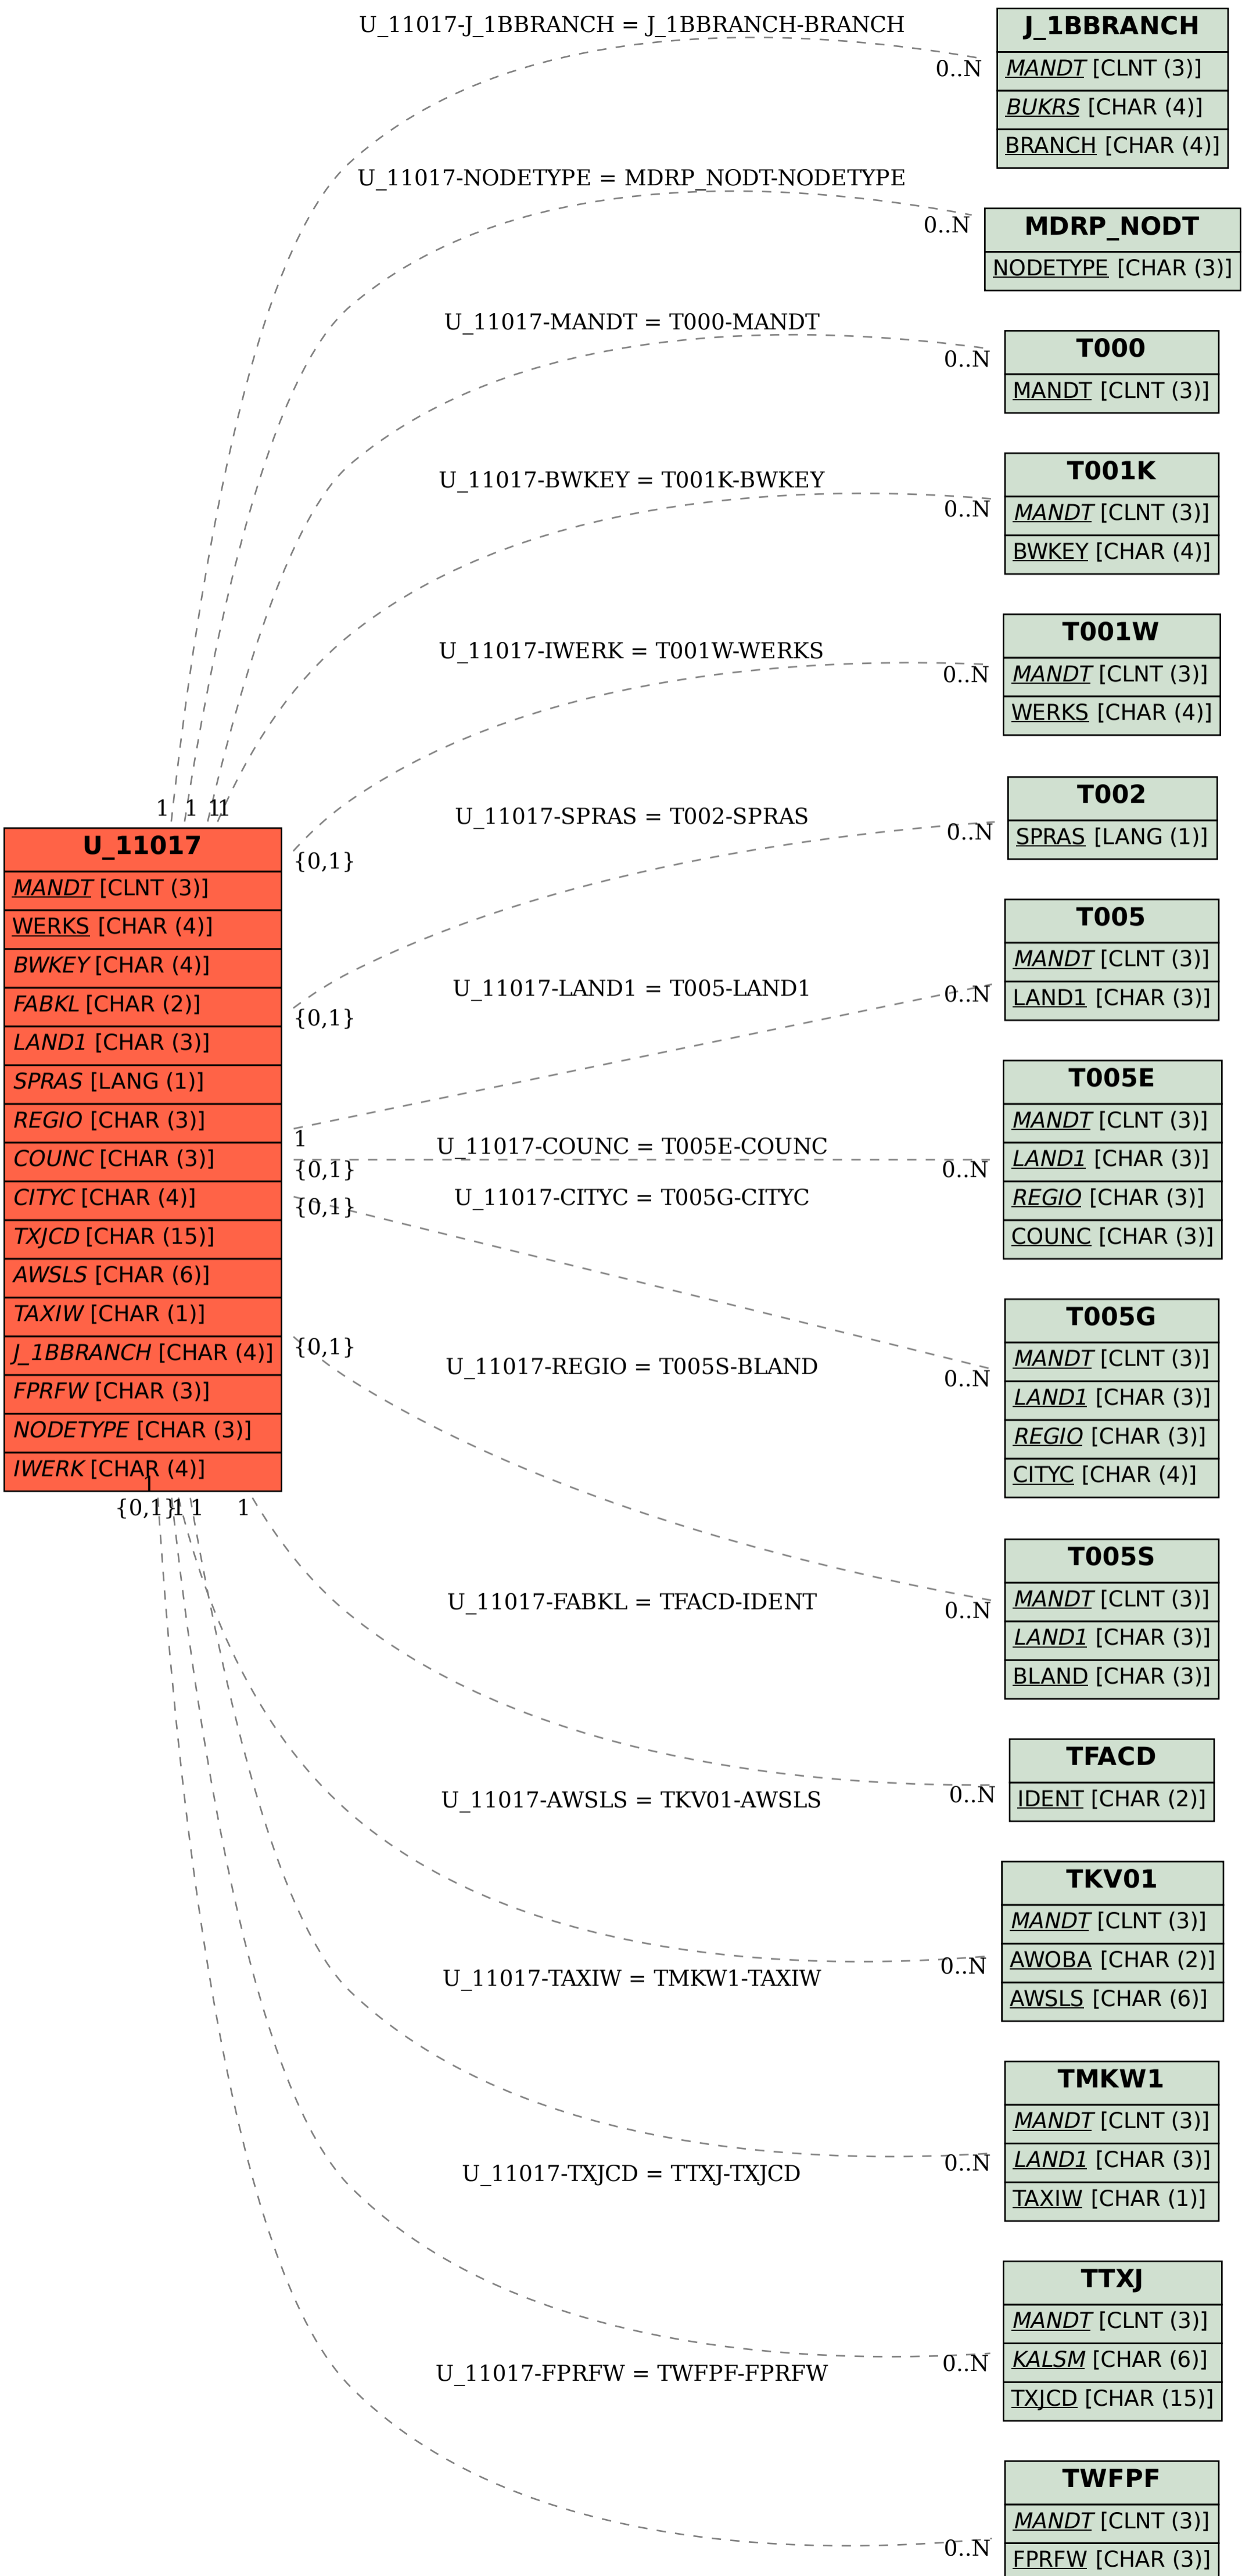 U_11017-J_1BBRANCH = J_1BBRANCH-BRANCH
0..N
J_1BBRANCH
MANDT [CLNT (3)]
BUKRS [CHAR (4)]
BRANCH [CHAR (4)]
U_11017-NODETYPE = MDRP_NODT-NODETYPE
0..N
MDRP_NODT
NODETYPE [CHAR (3)]
U_11017-MANDT = T000-MANDT
0..N
T000
MANDT [CLNT (3)]
U_11017-BWKEY = T001K-BWKEY
0..N
T001K
MANDT [CLNT (3)]
BWKEY [CHAR (4)]
U_11017-IWERK = T001W-WERKS
0..N
T001W
MANDT [CLNT (3)]
WERKS [CHAR (4)]
U_11017-SPRAS = T002-SPRAS
0..N
T002
SPRAS [LANG (1)]
1 1 1 1
{0,1}
U_11017
MANDT [CLNT (3)]
WERKS [CHAR (4)]
BWKEY [CHAR (4)]
FABKL [CHAR (2)]
LAND1 [CHAR (3)]
SPRAS [LANG (1)]
REGIO [CHAR (3)]
COUNC [CHAR (3)]
CITYC [CHAR (4)]
TXJCD [CHAR (15)]
AWSLS [CHAR (6)]
TAXIW [CHAR (1)]
J_1BBRANCH [CHAR (4)]
FPRFW [CHAR (3)]
NODETYPE [CHAR (3)]
IWERK [CHAR (4)]
{0,1}
U_11017-LAND1 = T005-LAND1
0..N
T005
MANDT [CLNT (3)]
LAND1 [CHAR (3)]
1
U_11017-COUNC = T005E-COUNC
{0,1}
0..N
T005E
MANDT [CLNT (3)]
LAND1 [CHAR (3)]
REGIO [CHAR (3)]
COUNC [CHAR (3)]
U_11017-CITYC = T005G-CITYC
{0,1}
0..N
T005G
MANDT [CLNT (3)]
LAND1 [CHAR (3)]
REGIO [CHAR (3)]
CITYC [CHAR (4)]
{0,1}
U_11017-REGIO = T005S-BLAND
0..N
T005S
MANDT [CLNT (3)]
LAND1 [CHAR (3)]
BLAND [CHAR (3)]
1
{0,1} 1 1 1
U_11017-FABKL = TFACD-IDENT
0..N
TFACD
IDENT [CHAR (2)]
U_11017-AWSLS = TKV01-AWSLS
0..N
TKV01
MANDT [CLNT (3)]
AWOBA [CHAR (2)]
AWSLS [CHAR (6)]
U_11017-TAXIW = TMKW1-TAXIW
0..N
TMKW1
MANDT [CLNT (3)]
LAND1 [CHAR (3)]
TAXIW [CHAR (1)]
U_11017-TXJCD = TTXJ-TXJCD
0..N
TTXJ
MANDT [CLNT (3)]
KALSM [CHAR (6)]
TXJCD [CHAR (15)]
U_11017-FPRFW = TWFPF-FPRFW
0..N
TWFPF
MANDT [CLNT (3)]
FPRFW [CHAR (3)]